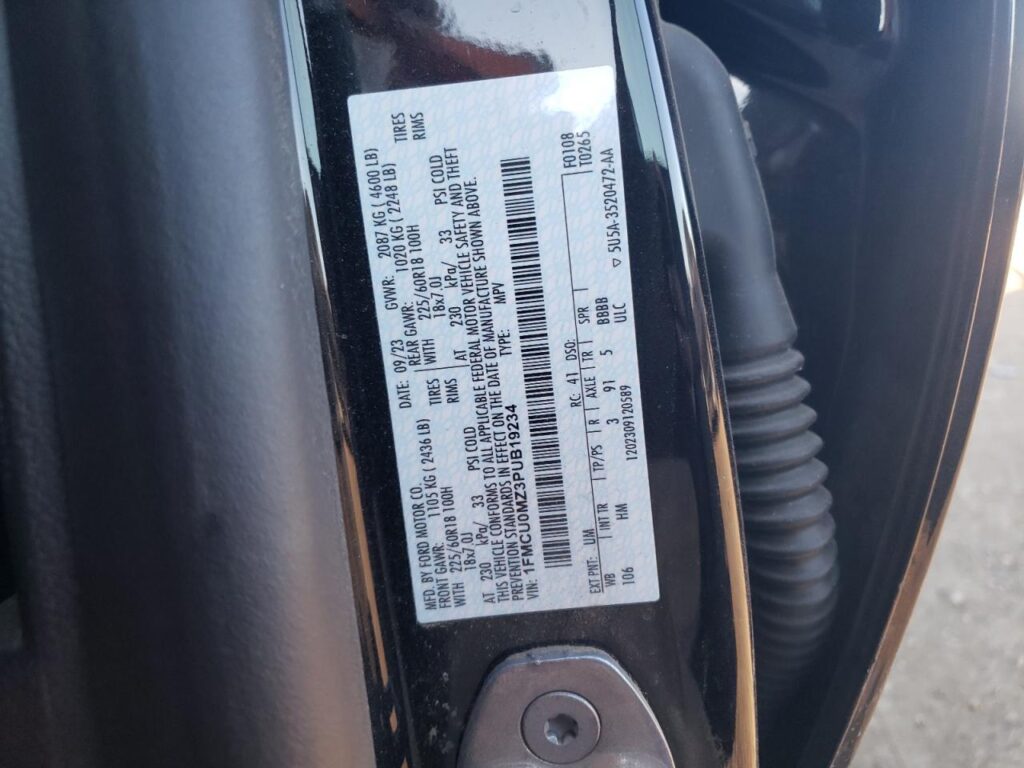 MFD. BY FORD MOTOR CO. DATE: 09/23 GVWR: 2087 KG ( 4600 LB)
FRONT GAWR: 1105 KG ( 2436 LB) REAR GAWR: 1020 KG ( 2248 LB)
WITH 225/60R18 100H TIRES WITH 225/60R18 100H TIRES
18x7.0J RIMS 18x7.0J RIMS
AT 230 kPa/ 33 PSI COLD AT 230 kPa/ 33 PSI COLD
THIS VEHICLE CONFORMS TO ALL APPLICABLE FEDERAL MOTOR VEHICLE SAFETY AND THEFT
PREVENTION STANDARDS IN EFFECT ON THE DATE OF MANUFACTURE SHOWN ABOVE.
VIN: 1FMCU0MZ3PUB19234 TYPE: MPV
EXT PNT: UM RC: 41 DSO: F0108
WB INT TR TP/PS R AXLE TR SPR T0265
106 HM 3 91 5 BBBB
1202309120589 ULC ▽ 5U5A-3520472-AA